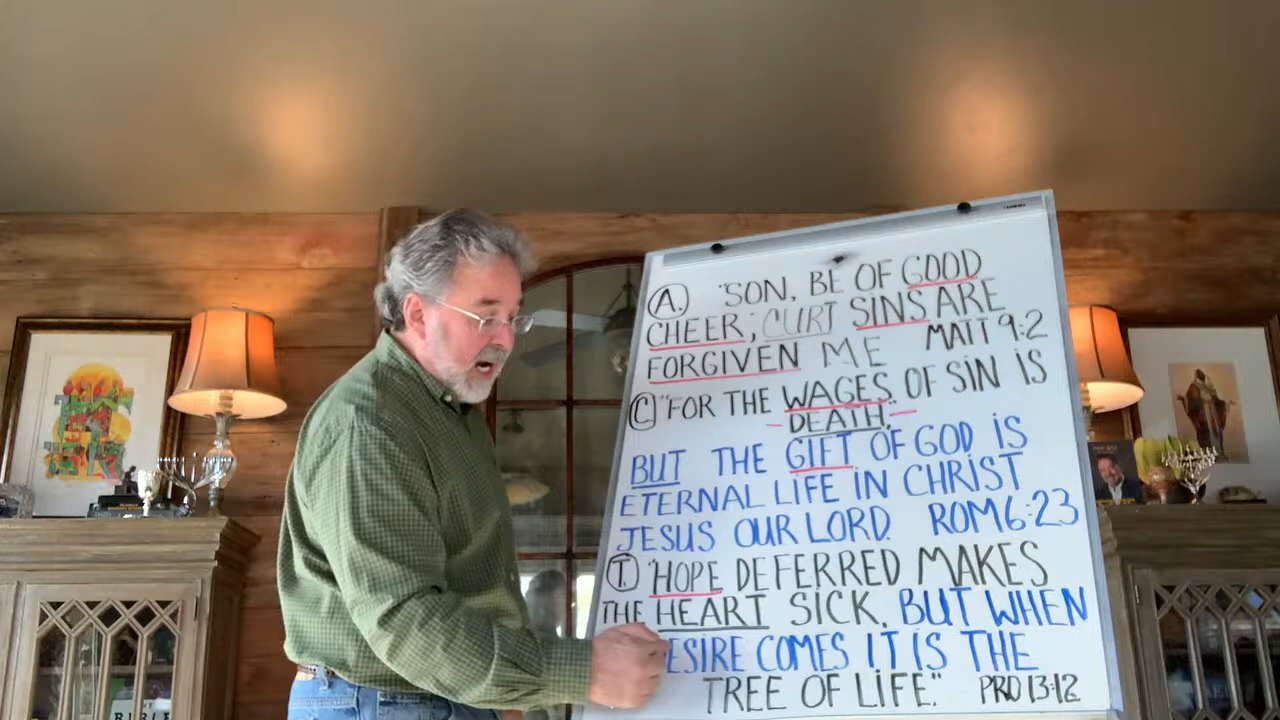 A. "SON, BE OF GOOD
CHEER; CURT SINS ARE
FORGIVEN ME MATT 9:2
C "FOR THE WAGES OF SIN IS
DEATH,"
BUT THE GIFT OF GOD IS
ETERNAL LIFE IN CHRIST
JESUS OUR LORD. ROM 6:23
T. "HOPE DEFERRED MAKES
THE HEART SICK, BUT WHEN
ESIRE COMES IT IS THE
TREE OF LIFE." PRO 13:12
BIBLE